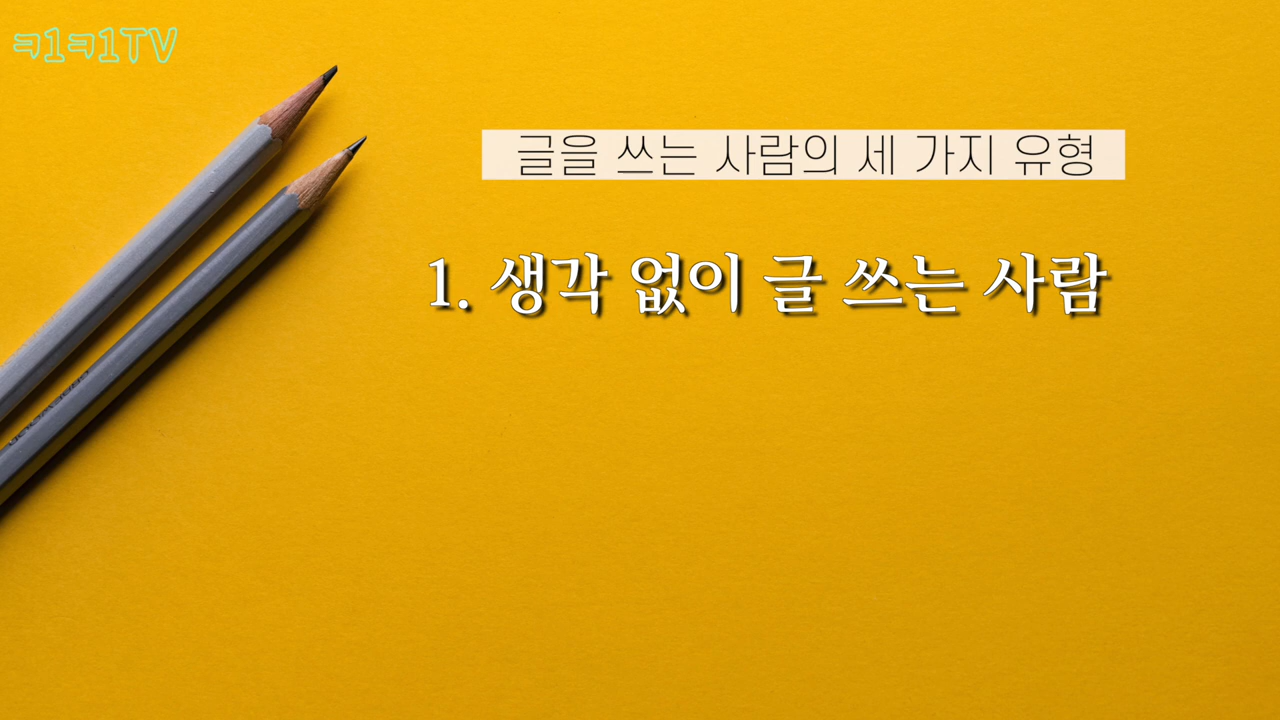 ㅋ1ㅋ1TV
글을 쓰는 사람의 세 가지 유형
1. 생각 없이 글 쓰는 사람